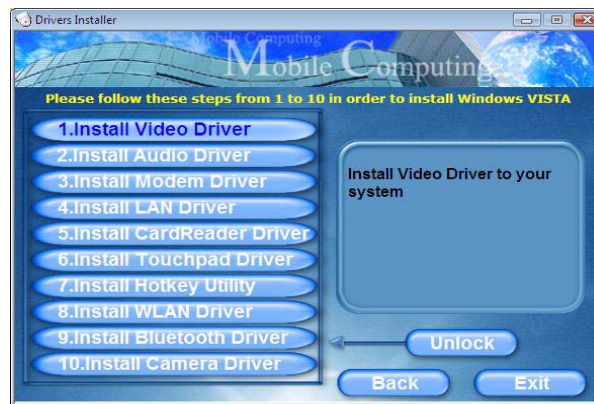 Drivers Installer
Mobile Computing
Mobile Computing
Please follow these steps from 1 to 10 in order to install Windows VISTA
1.Install Video Driver
2.Install Audio Driver
3.Install Modem Driver
4.Install LAN Driver
5.Install CardReader Driver
6.Install Touchpad Driver
7.Install Hotkey Utility
8.Install WLAN Driver
9.Install Bluetooth Driver
10.Install Camera Driver
Install Video Driver to your
system
Unlock
Back
Exit